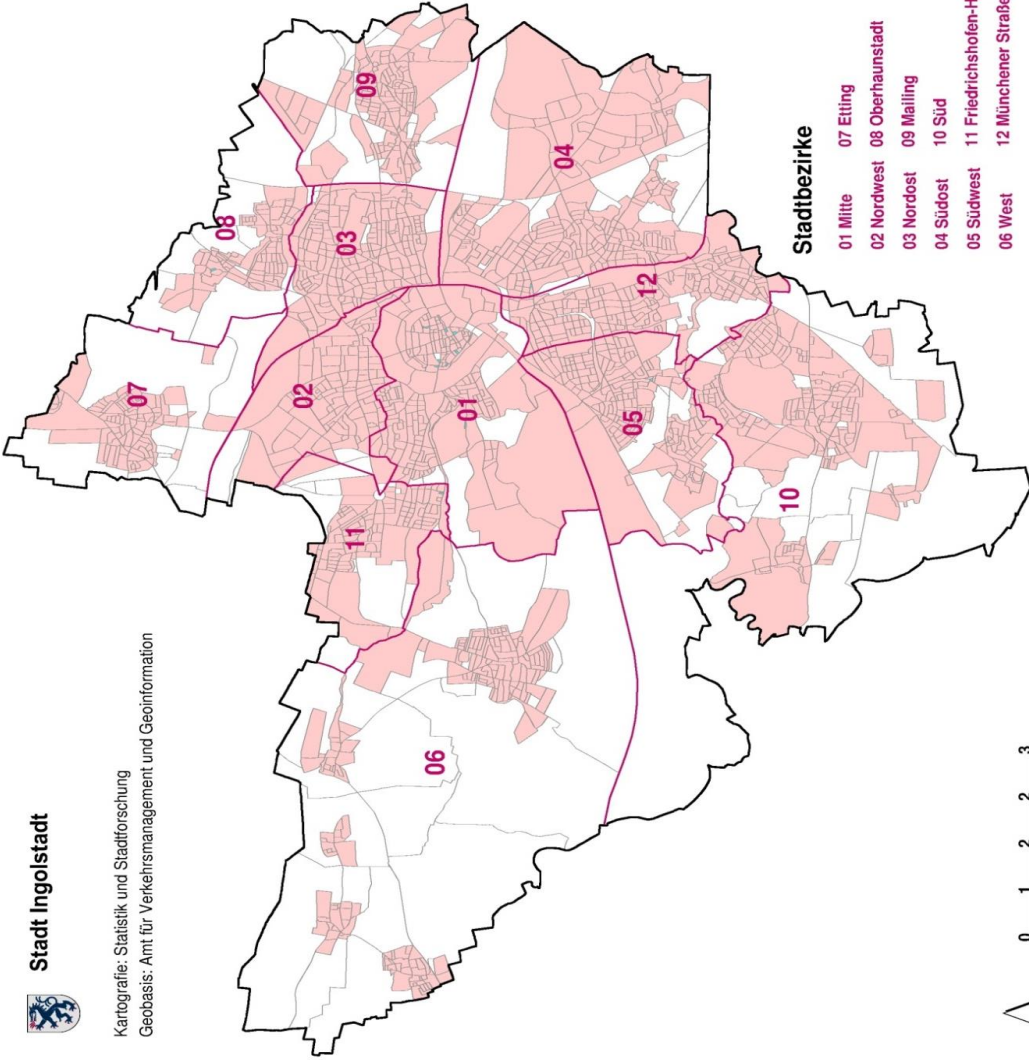 Stadt Ingolstadt
Kartografie: Statistik und Stadtforschung
Geobasis: Amt für Verkehrsmanagement und Geoinformation
07
08
02
03
11
09
06
01
04
05
12
10
Stadtbezirke
01 Mitte 07 Etting
02 Nordwest 08 Oberhaunstadt
03 Nordost 09 Mailing
04 Südost 10 Süd
05 Südwest 11 Friedrichshofen-H
06 West 12 Münchener Straße
0 1 2 2 3